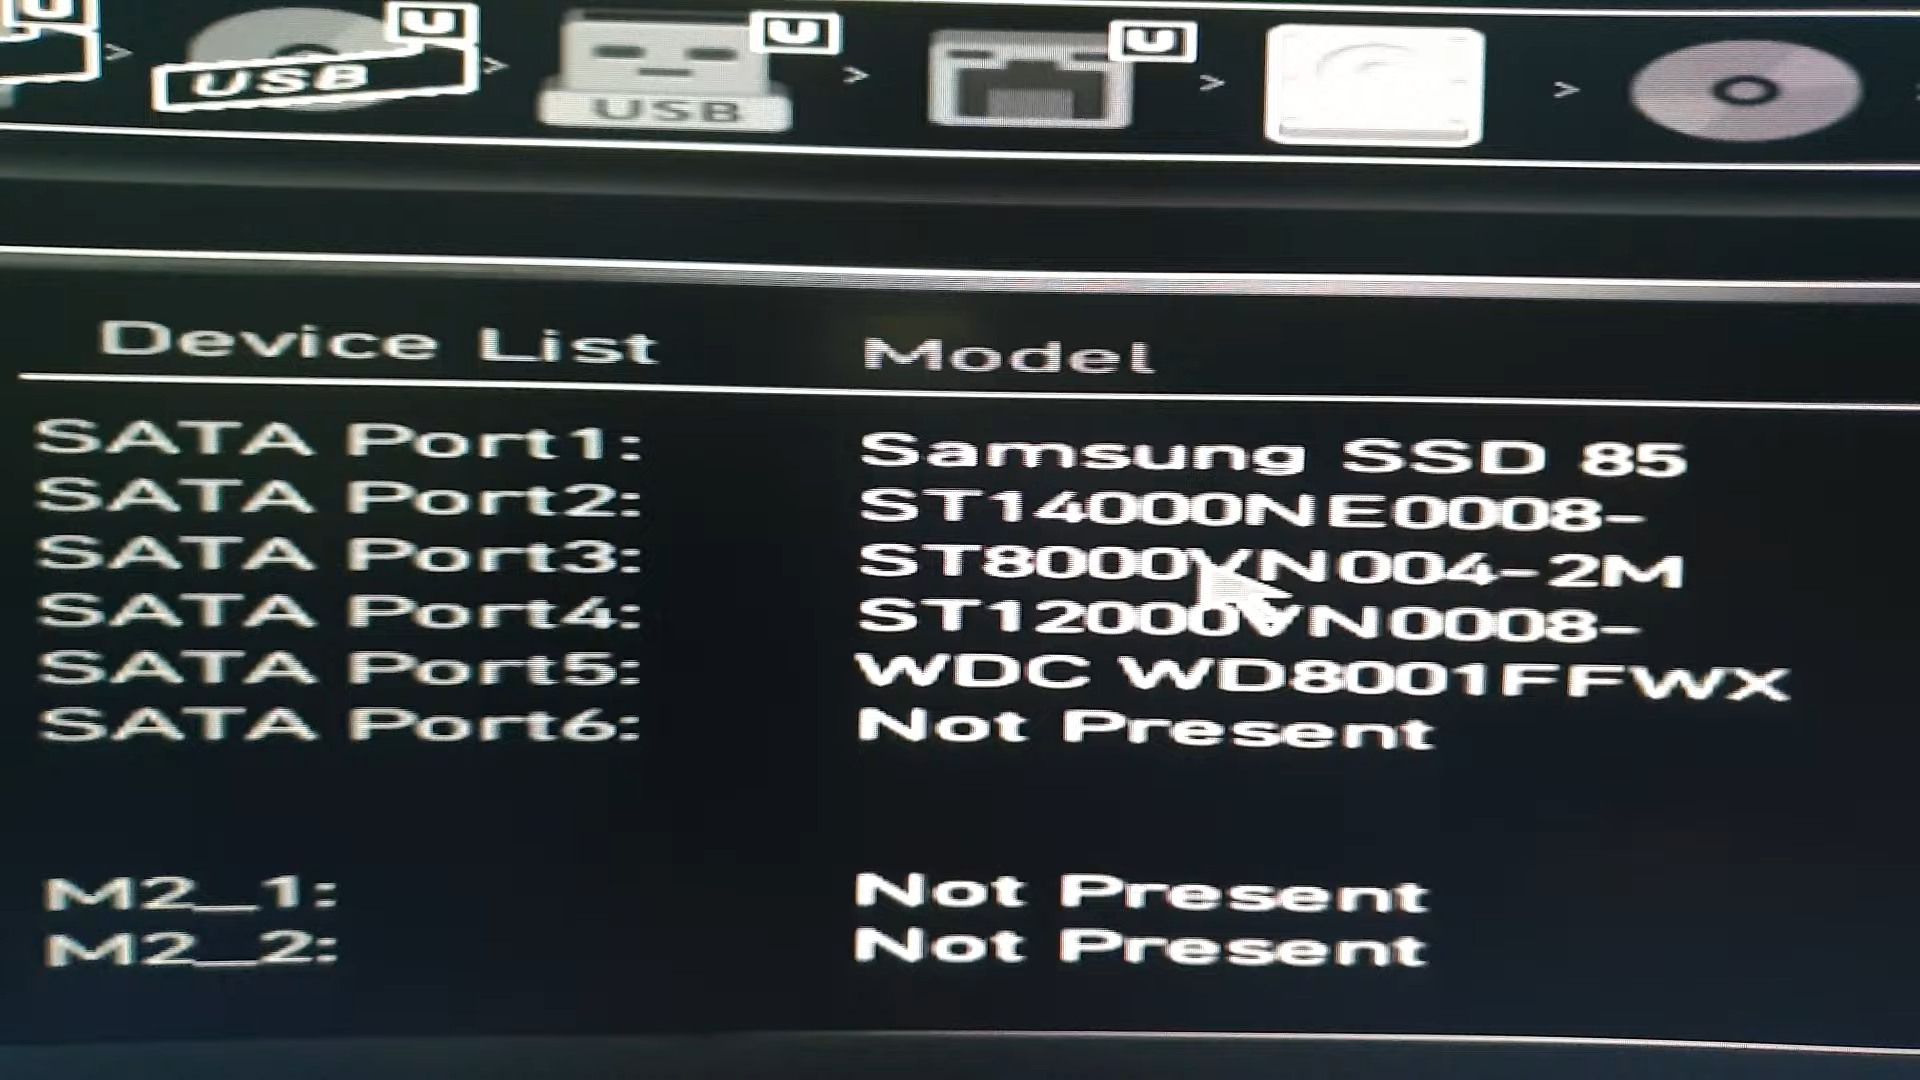 U
U
U
U
USB
USB
Device List Model
SATA Port1: Samsung SSD 85
SATA Port2: ST14000NE0008-
SATA Port3: ST8000VN004-2M
SATA Port4: ST12000VN0008-
SATA Port5: WDC WD8001FFWX
SATA Port6: Not Present
M2_1: Not Present
M2_2: Not Present